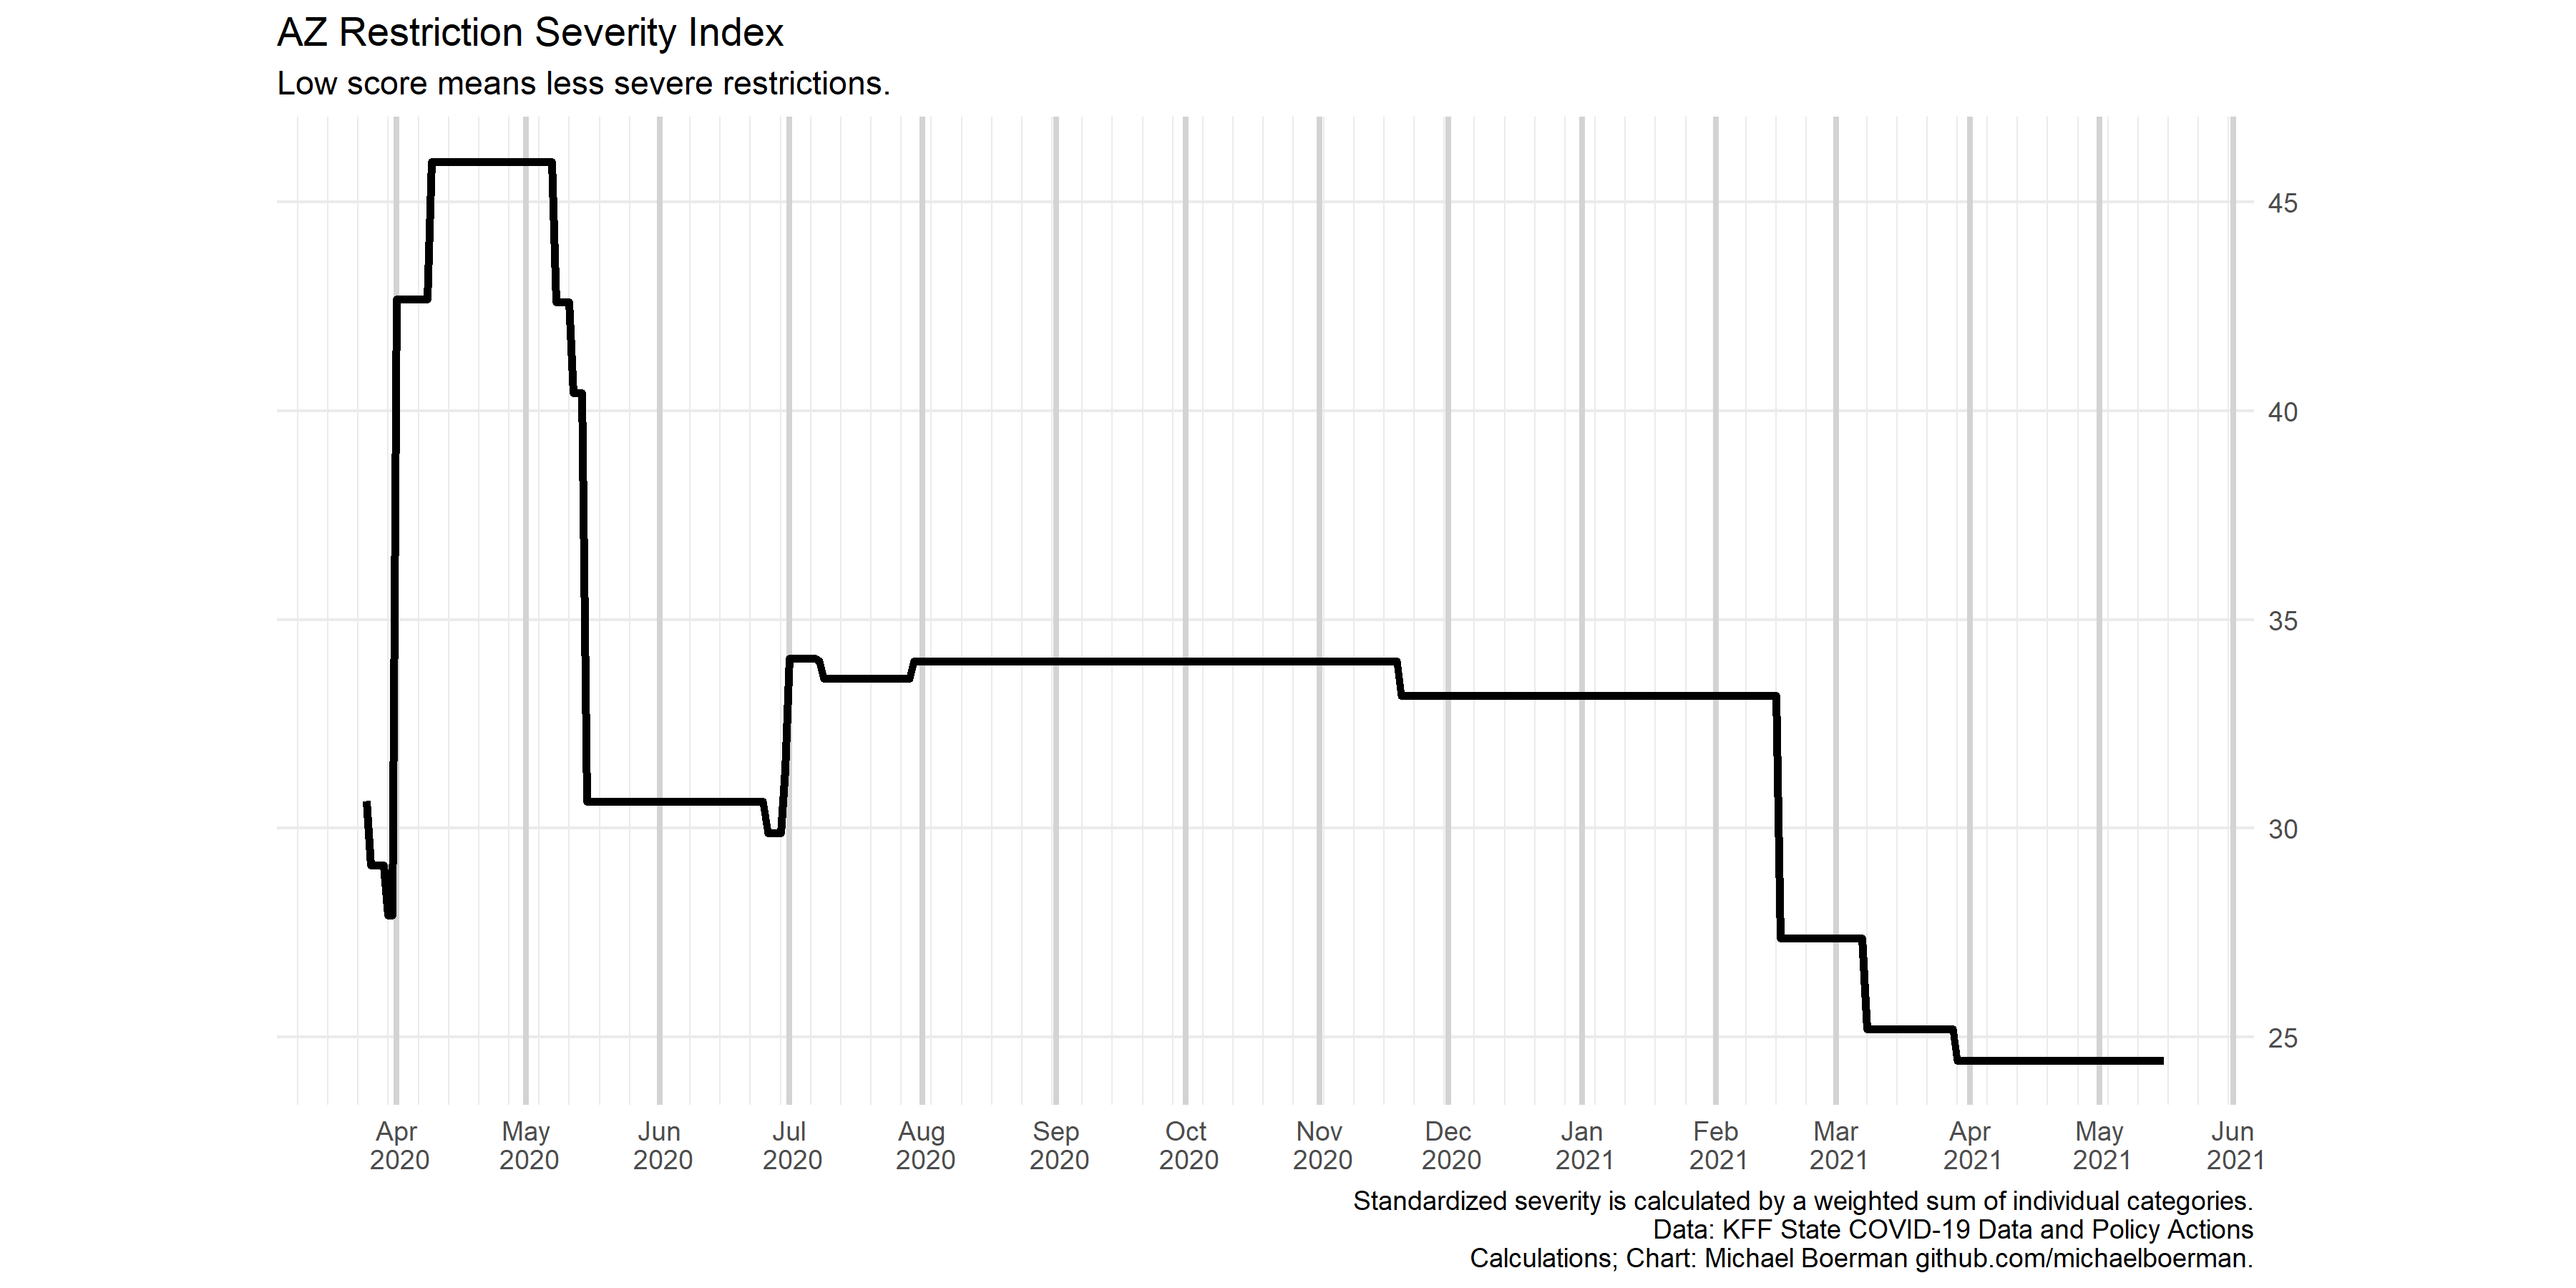 AZ Restriction Severity Index
Low score means less severe restrictions.
45
40
35
30
25
Apr May Jun Jul Aug Sep Oct Nov Dec Jan Feb Mar Apr May Jun
2020 2020 2020 2020 2020 2020 2020 2020 2020 2021 2021 2021 2021 2021 2021
Standardized severity is calculated by a weighted sum of individual categories.
Data: KFF State COVID-19 Data and Policy Actions
Calculations; Chart: Michael Boerman github.com/michaelboerman.